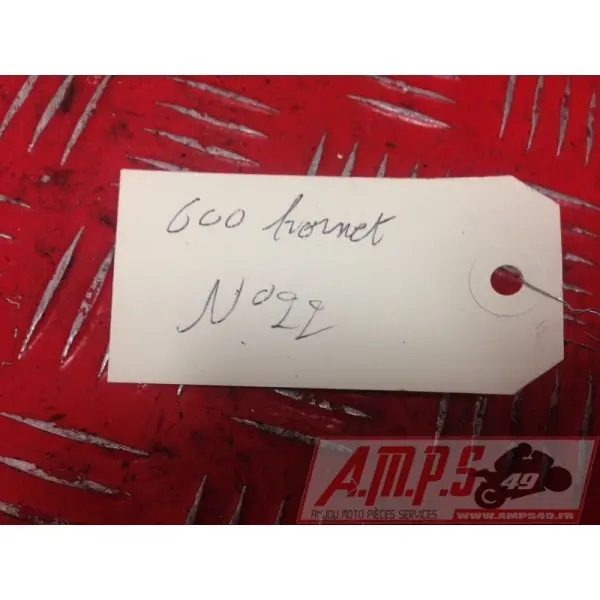 600 hornet
N° 22
A.M.P.S 49
ANJOU MOTO PIÈCES SERVICES
WWW.AMPS49.FR